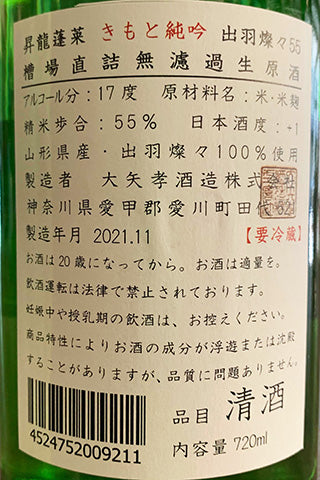 昇龍蓬莱 きもと純吟 出羽燦々55
槽場直詰無濾過生原酒
アルコール分:17度 原材料名:米・米麹
精米歩合:55% 日本酒度:+1
山形県産・出羽燦々100%使用
製造者 大矢孝酒造株式会社
神奈川県愛甲郡愛川町田代521
製造年月 2021.11 【要冷蔵】
お酒は20歳になってから。お酒は適量を。
飲酒運転は法律で禁止されております。
妊娠中や授乳期の飲酒は、お控えください。
商品特性によりお酒の成分が浮遊または沈殿
することがありますが、品質に問題ありません。
品目 清酒
内容量 720ml
4524752009211